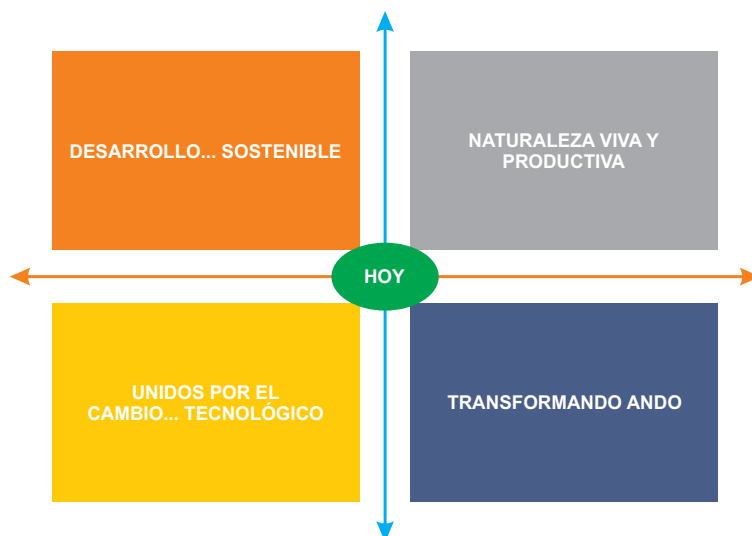 DESARROLLO... SOSTENIBLE
NATURALEZA VIVA Y
PRODUCTIVA
HOY
UNIDOS POR EL
CAMBIO... TECNOLÓGICO
TRANSFORMANDO ANDO